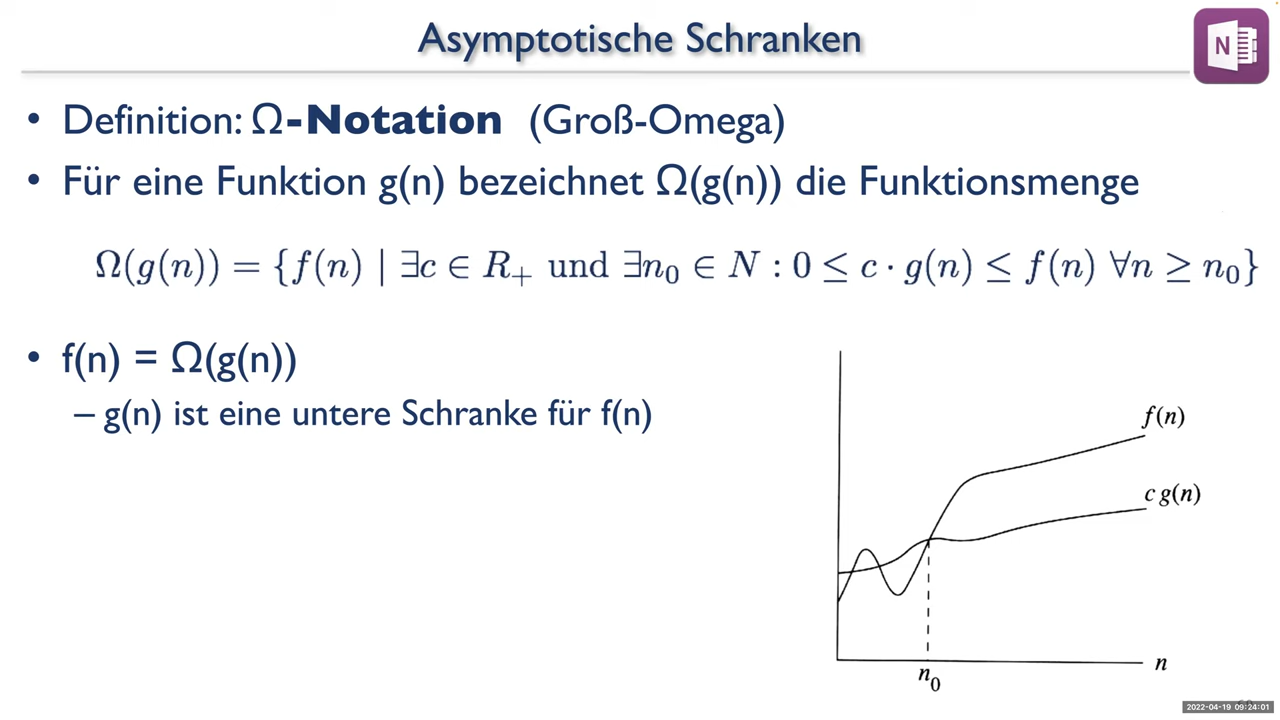 Asymptotische Schranken
N
• Definition: Ω-Notation (Groß-Omega)
• Für eine Funktion g(n) bezeichnet Ω(g(n)) die Funktionsmenge
Ω(g(n)) = {f(n) | ∃c ∈ R₊ und ∃n₀ ∈ N : 0 ≤ c · g(n) ≤ f(n) ∀n ≥ n₀}
• f(n) = Ω(g(n))
– g(n) ist eine untere Schranke für f(n)
f(n)
c g(n)
n
n₀
2022-04-19 09:24:01